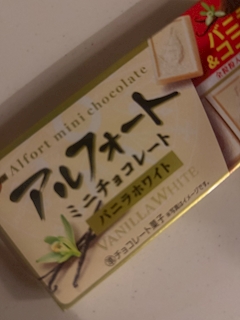 Alfort mini chocolate
アルフォート
ミニチョコレート
バニラホワイト
VANILLA WHITE
チョコレート菓子
バニ
&コ